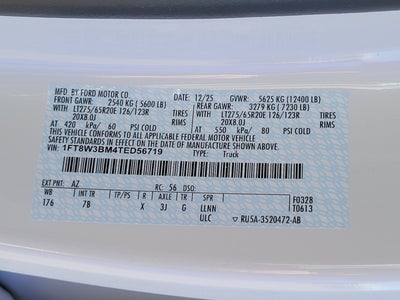 MFD. BY FORD MOTOR CO. 12/25 GVWR: 5625 KG (12400 LB)
FRONT GAWR: 2540 KG (5600 LB) REAR GAWR: 3279 KG (7230 LB)
WITH WITH
LT275/65R20E 126/123R TIRES LT275/65R20E 126/123R TIRES
20X8.0J RIMS 20X8.0J RIMS
AT 420 kPa/ 60 PSI COLD AT 550 kPa/ 80 PSI COLD
THIS VEHICLE CONFORMS TO ALL APPLICABLE FEDERAL MOTOR VEHICLE
SAFETY STANDARDS IN EFFECT ON THE DATE OF MANUFACTURE SHOWN ABOVE.
VIN: 1FT8W3BM4TED56719 TYPE: Truck
EXT PNT: AZ RC: 56 DSO: F0328
WB INT TR TP/PS R AXLE TR SPR T0613
176 7B X 3J G LLNN
ULC RU5A-3520472-AB